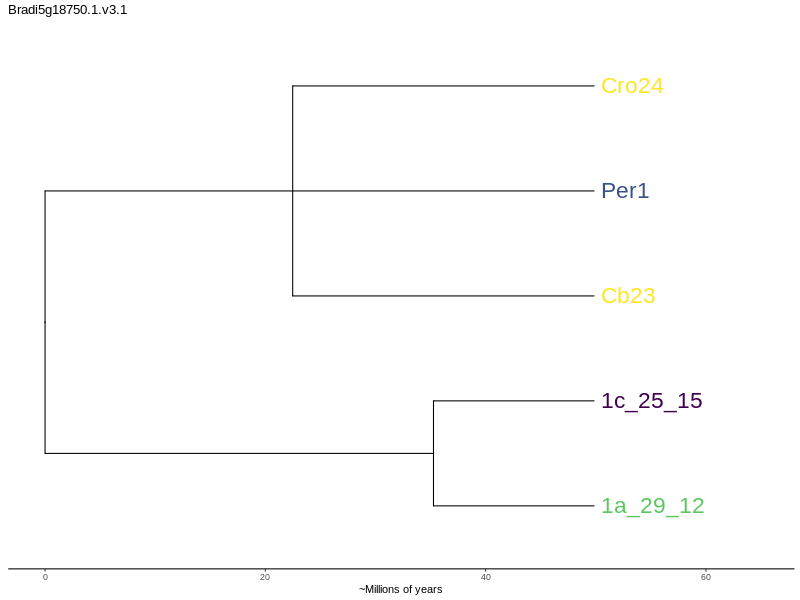 Bradi5g18750.1.v3.1
Cro24
Per1
Cb23
1c_25_15
1a_29_12
0 20 40 60
~Millions of years